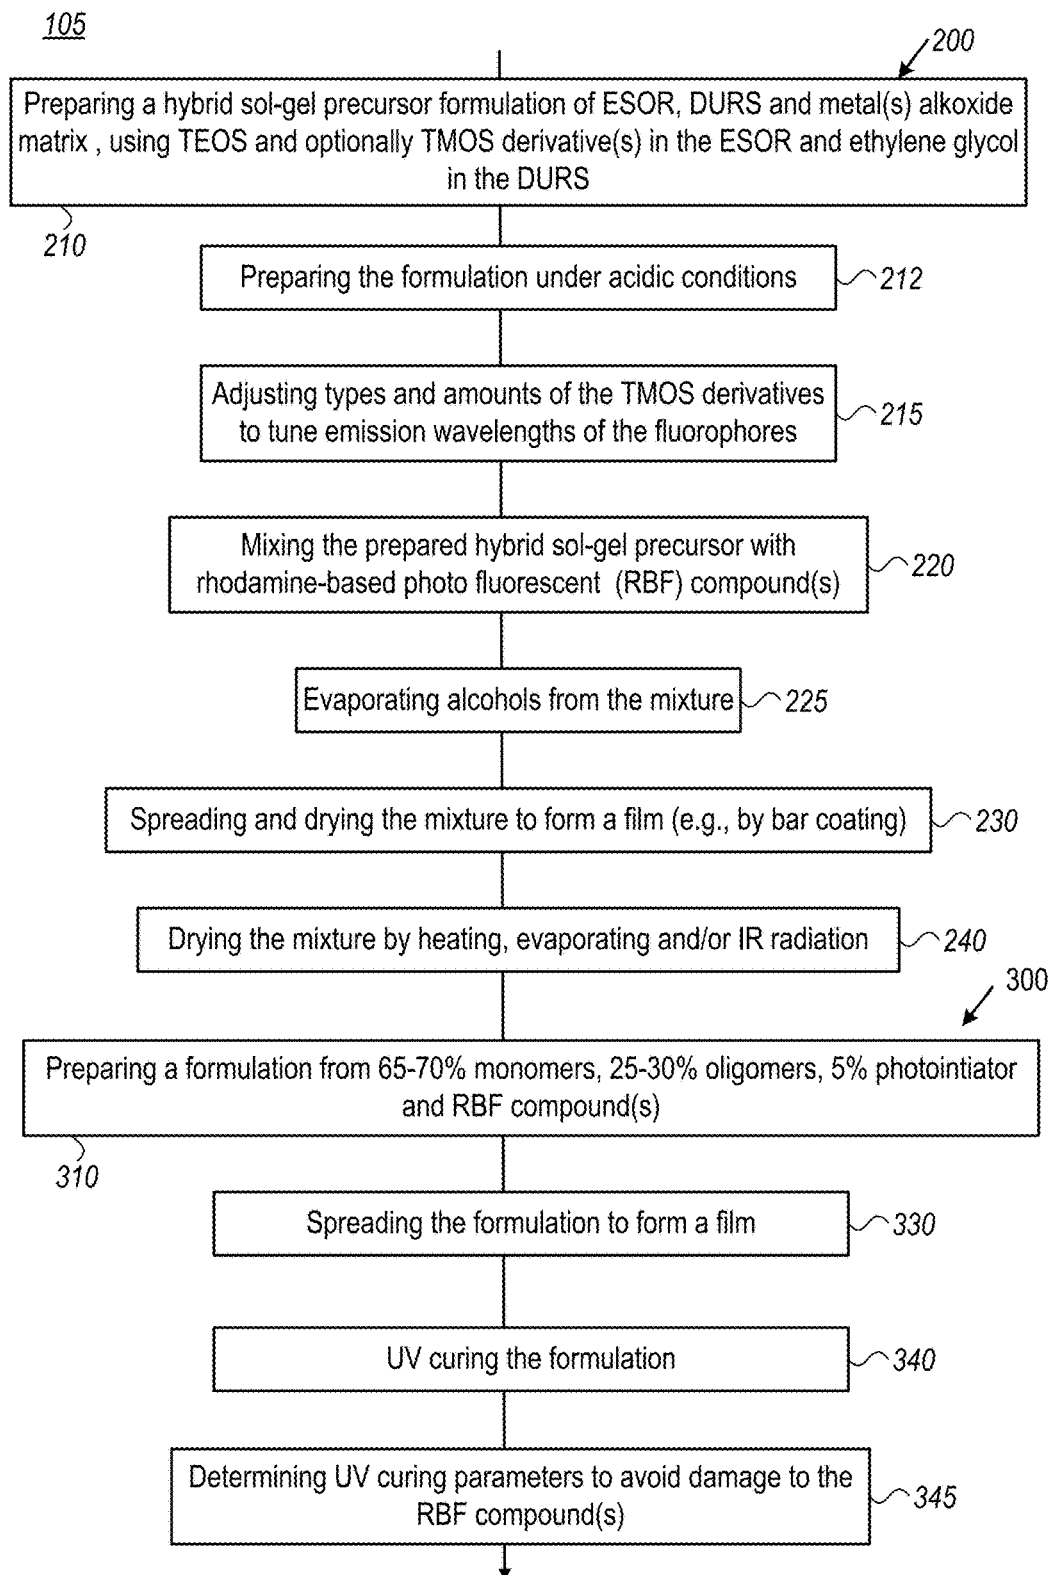 105
200
Preparing a hybrid sol-gel precursor formulation of ESOR, DURS and metal(s) alkoxide
matrix , using TEOS and optionally TMOS derivative(s) in the ESOR and ethylene glycol
in the DURS
210
Preparing the formulation under acidic conditions
212
Adjusting types and amounts of the TMOS derivatives
to tune emission wavelengths of the fluorophores
215
Mixing the prepared hybrid sol-gel precursor with
rhodamine-based photo fluorescent (RBF) compound(s)
220
Evaporating alcohols from the mixture
225
Spreading and drying the mixture to form a film (e.g., by bar coating)
230
Drying the mixture by heating, evaporating and/or IR radiation
240
300
Preparing a formulation from 65-70% monomers, 25-30% oligomers, 5% photointiator
and RBF compound(s)
310
Spreading the formulation to form a film
330
UV curing the formulation
340
Determining UV curing parameters to avoid damage to the
RBF compound(s)
345